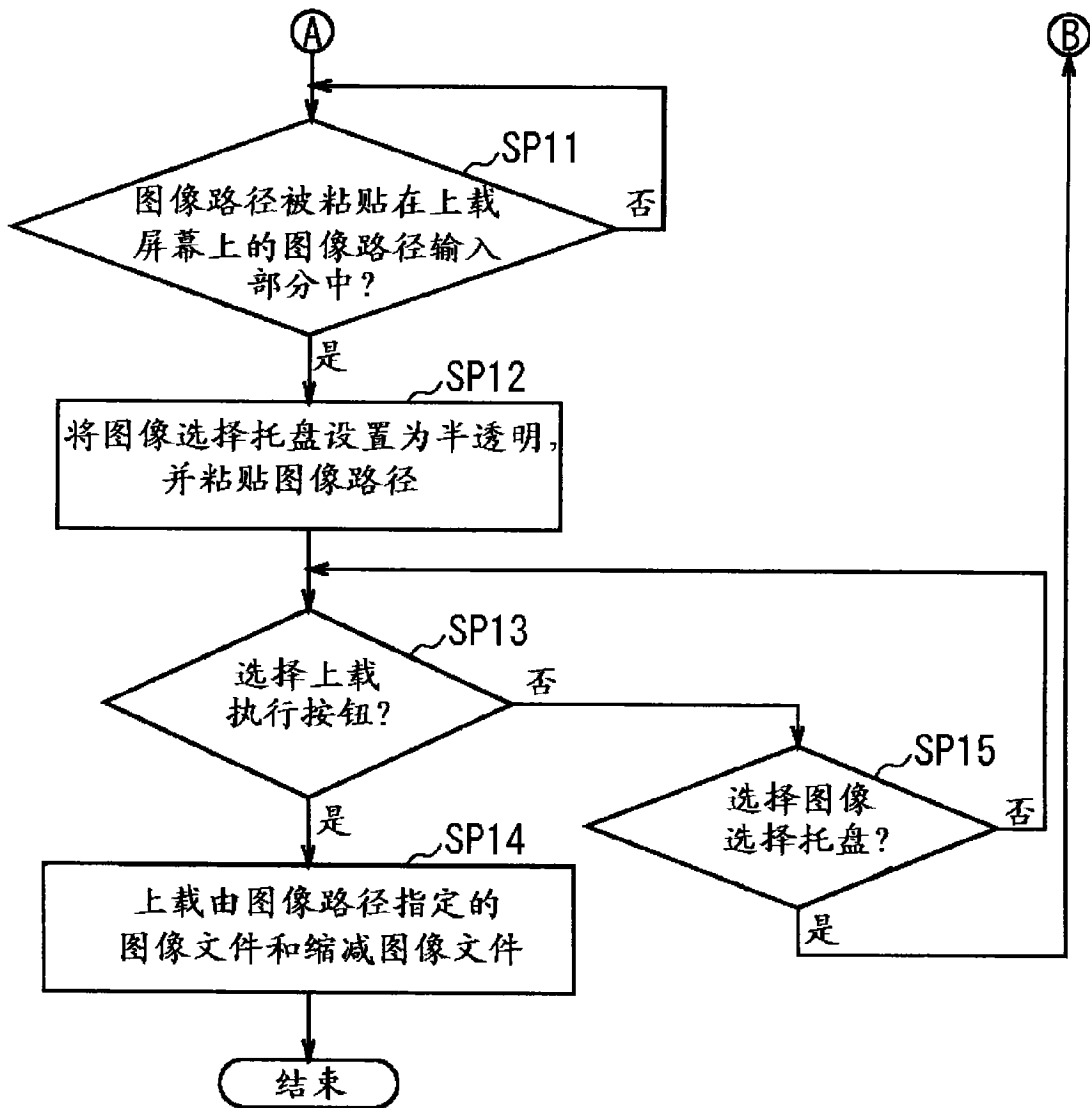 A
B
SP11
图像路径被粘贴在上载
屏幕上的图像路径输入
部分中?
否
是
SP12
将图像选择托盘设置为半透明,
并粘贴图像路径
SP13
选择上载
执行按钮?
否
SP15
选择图像
选择托盘?
否
是
是
SP14
上载由图像路径指定的
图像文件和缩减图像文件
结束